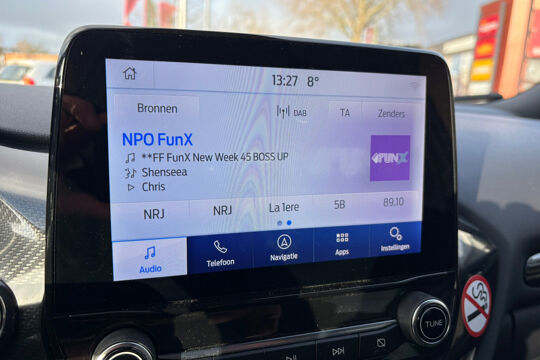 13:27 8°
Bronnen DAB TA Zenders
NPO FunX
**FF FunX New Week 45 BOSS UP
Shenseea
Chris
FUNX
NRJ NRJ La 1ere 5B 89.10
Audio Telefoon Navigatie Apps Instellingen
TUNE